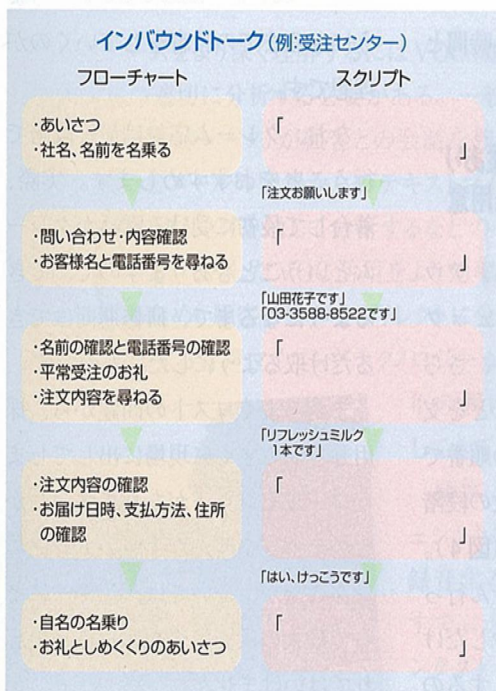 インバウンドトーク(例:受注センター)
フローチャート
スクリプト
・あいさつ
・社名、名前を名乗る
「
」
「注文お願いします」
・問い合わせ・内容確認
・お客様名と電話番号を尋ねる
「
」
「山田花子です」
「03-3588-8522です」
・名前の確認と電話番号の確認
・平常受注のお礼
・注文内容を尋ねる
「
」
「リフレッシュミルク
1本です」
・注文内容の確認
・お届け日時、支払方法、住所
の確認
「
」
「はい、けっこうです」
・自名の名乗り
・お礼としめくくりのあいさつ
「
」